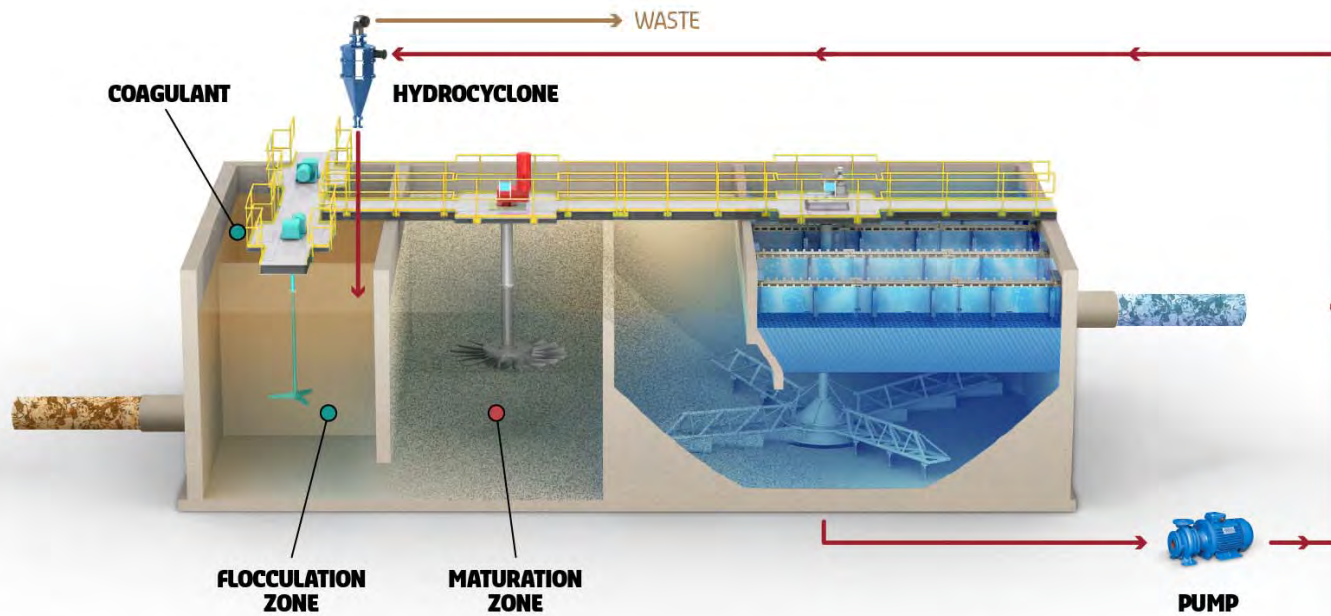 WASTE
COAGULANT
HYDROCYCLONE
FLOCCULATION
ZONE
MATURATION
ZONE
PUMP